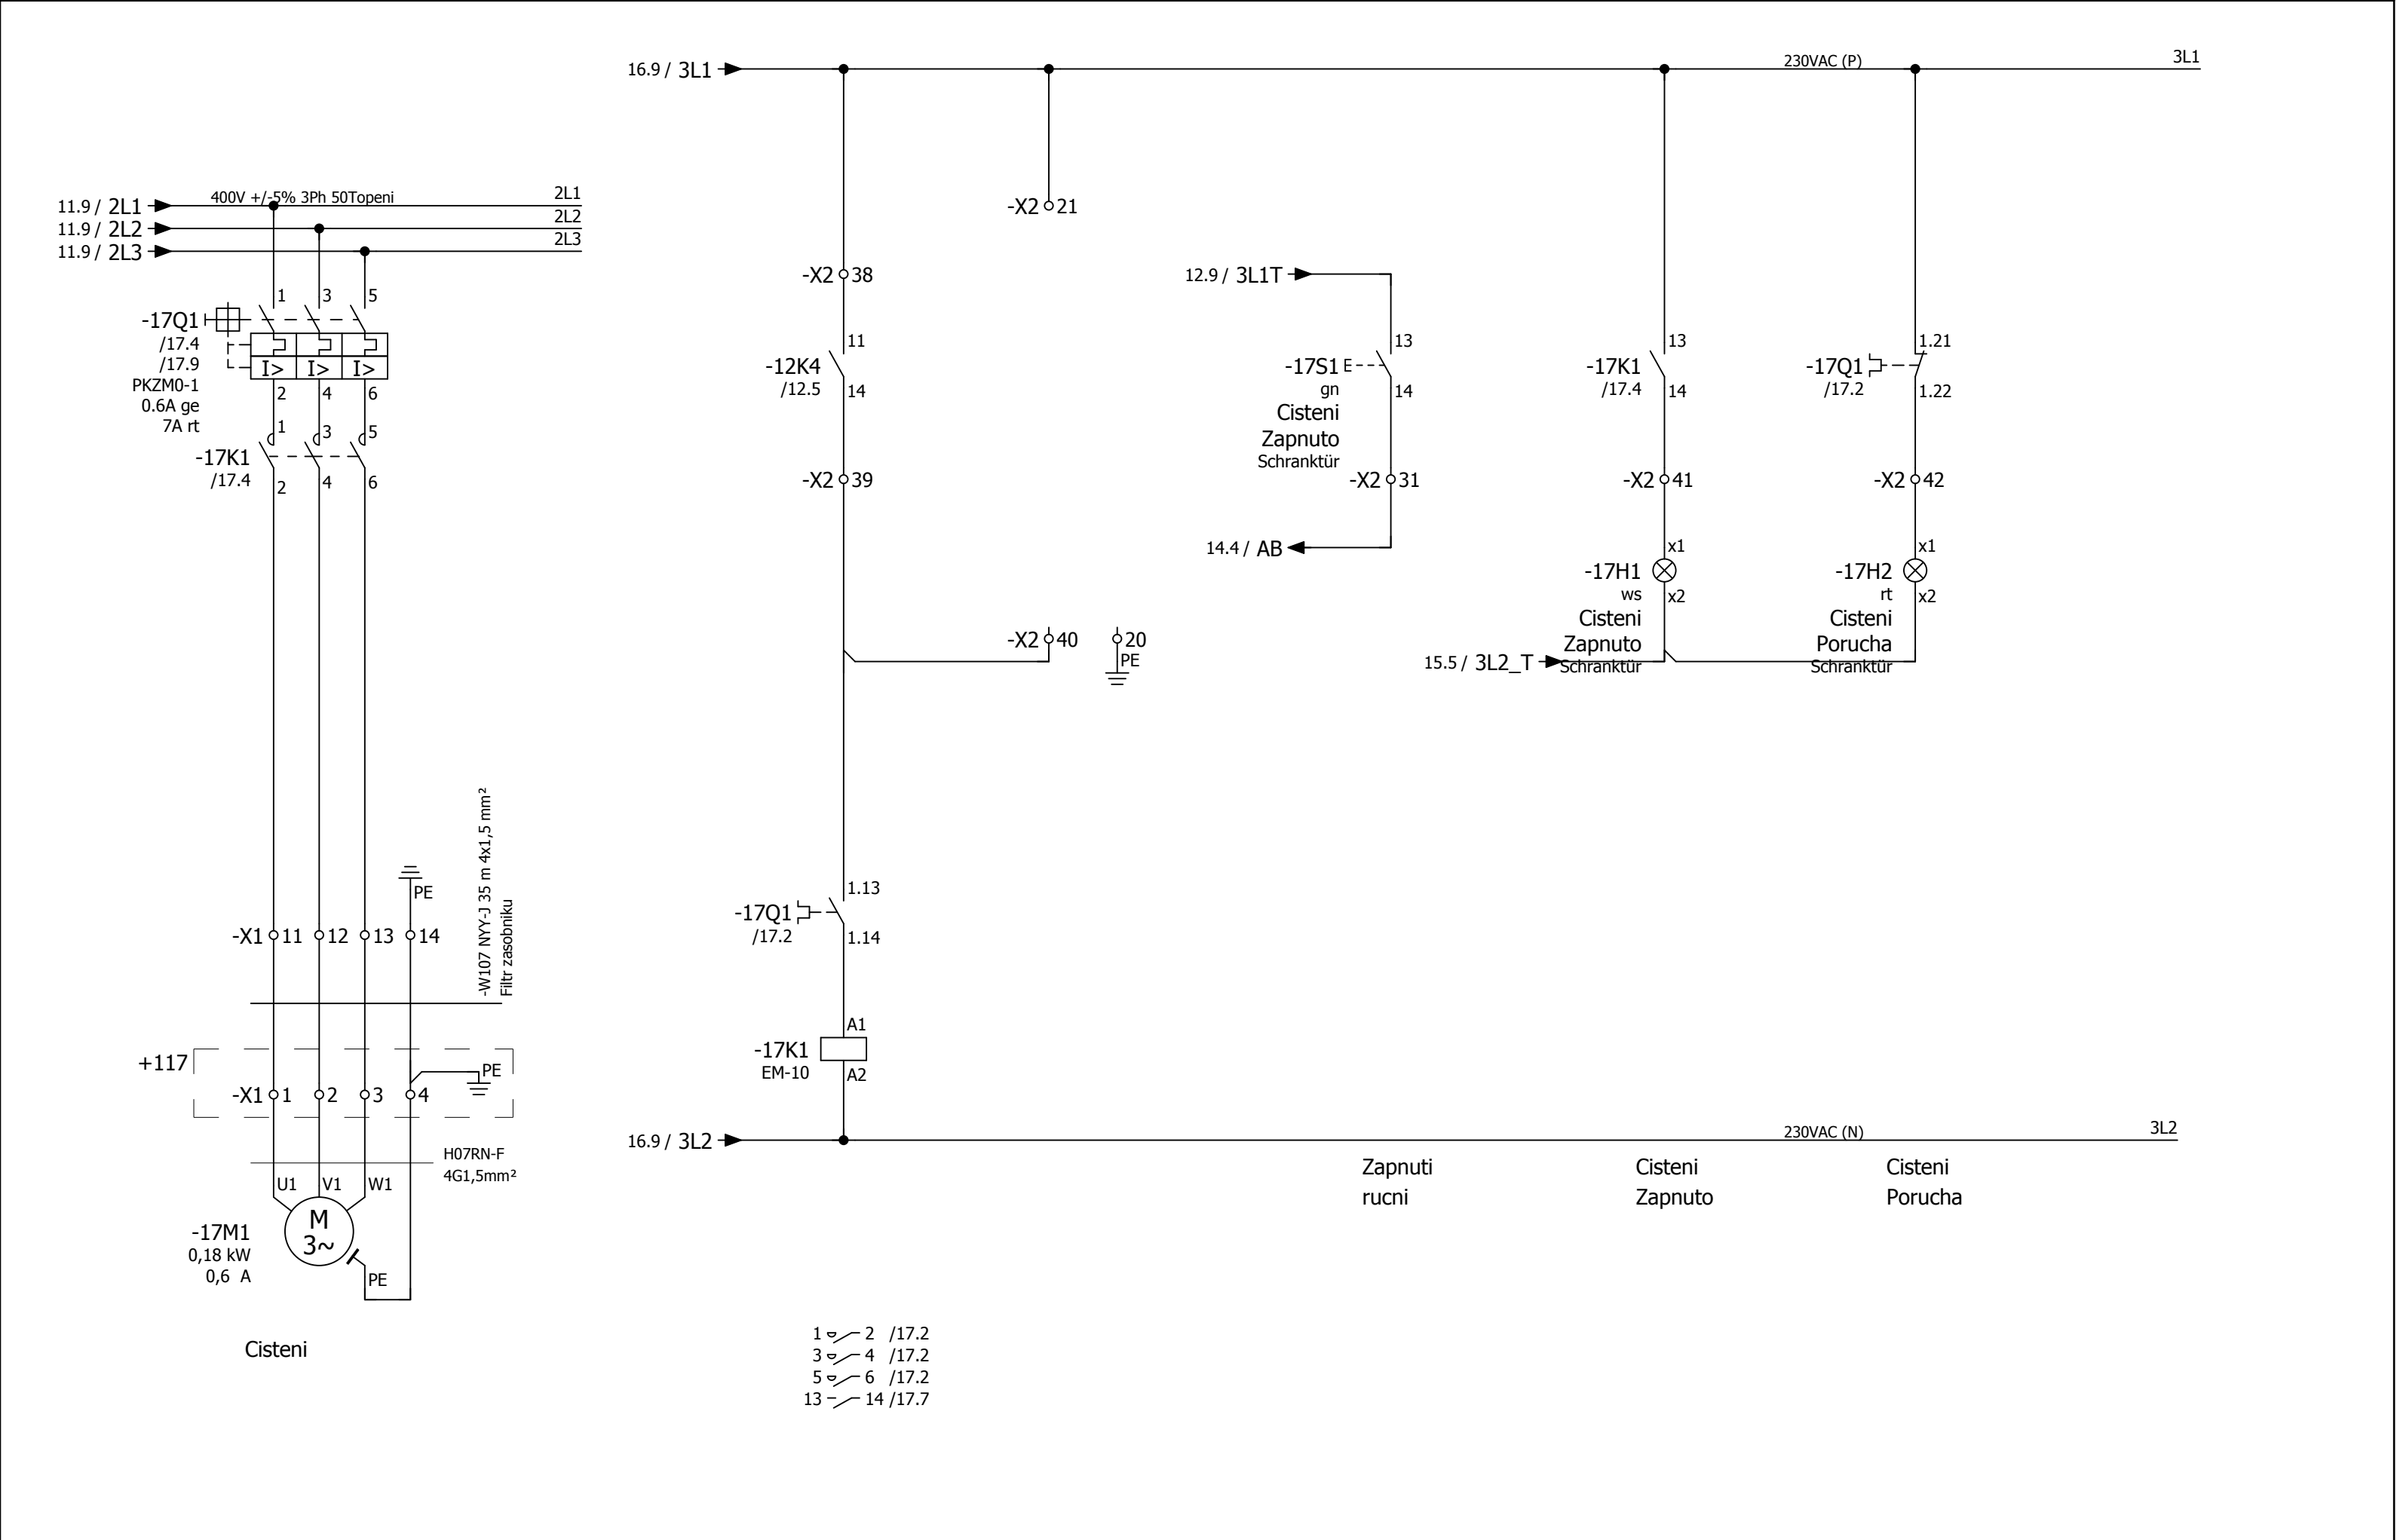 16.9 / 3L1
230VAC (P)
3L1
11.9 / 2L1
400V +/-5% 3Ph 50Topeni
2L1
11.9 / 2L2
2L2
11.9 / 2L3
2L3
1 3 5
-17Q1
/17.4
/17.9
PKZM0-1
0.6A ge
7A rt
I> I> I>
2 4 6
1 3 5
-17K1
/17.4
2 4 6
-X1 11 12 13 14
PE
-W107 NYY-J 35 m 4x1,5 mm²
Filtr zasobniku
+117
PE
-X1 1 2 3 4
H07RN-F
4G1,5mm²
U1 V1 W1
M
3~
-17M1
0,18 kW
0,6 A
PE
Cisteni
-X2 38
11
-12K4
/12.5
14
-X2 39
-X2 21
-X2 40
20
PE
1.13
-17Q1
/17.2
1.14
A1
-17K1
EM-10
A2
16.9 / 3L2
230VAC (N)
3L2
12.9 / 3L1T
13
-17S1
gn
14
Cisteni
Zapnuto
Schranktür
-X2 31
14.4 / AB
13
-17K1
/17.4
14
-X2 41
x1
-17H1
ws
x2
Cisteni
Zapnuto
Schranktür
15.5 / 3L2_T
1.21
-17Q1
/17.2
1.22
-X2 42
x1
-17H2
rt
x2
Cisteni
Porucha
Schranktür
Zapnuti
rucni
Cisteni
Zapnuto
Cisteni
Porucha
1 2 /17.2
3 4 /17.2
5 6 /17.2
13 14 /17.7